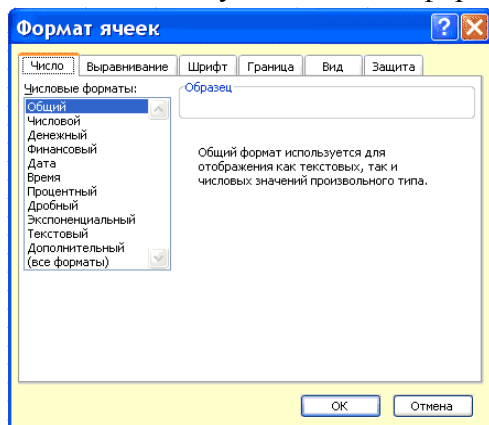 Формат ячеек
Число Выравнивание Шрифт Граница Вид Защита
Числовые форматы:
Общий
Числовой
Денежный
Финансовый
Дата
Время
Процентный
Дробный
Экспоненциальный
Текстовый
Дополнительный
(все форматы)
Образец
Общий формат используется для
отображения как текстовых, так и
числовых значений произвольного типа.
ОК Отмена